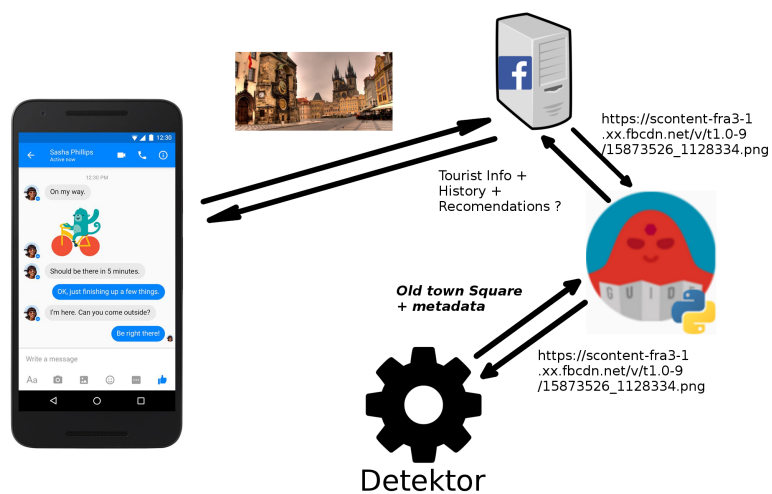 12:30
Sasha Phillips
Active now
12:30 PM
On my way.
Should be there in 5 minutes.
OK, just finishing up a few things.
I'm here. Can you come outside?
Be right there!
Write a message
Aa
f
https://scontent-fra3-1
.xx.fbcdn.net/v/t1.0-9
/15873526_1128334.png
Tourist Info +
History +
Recomendations ?
GUIDE
Old town Square
+ metadata
https://scontent-fra3-1
.xx.fbcdn.net/v/t1.0-9
/15873526_1128334.png
Detektor